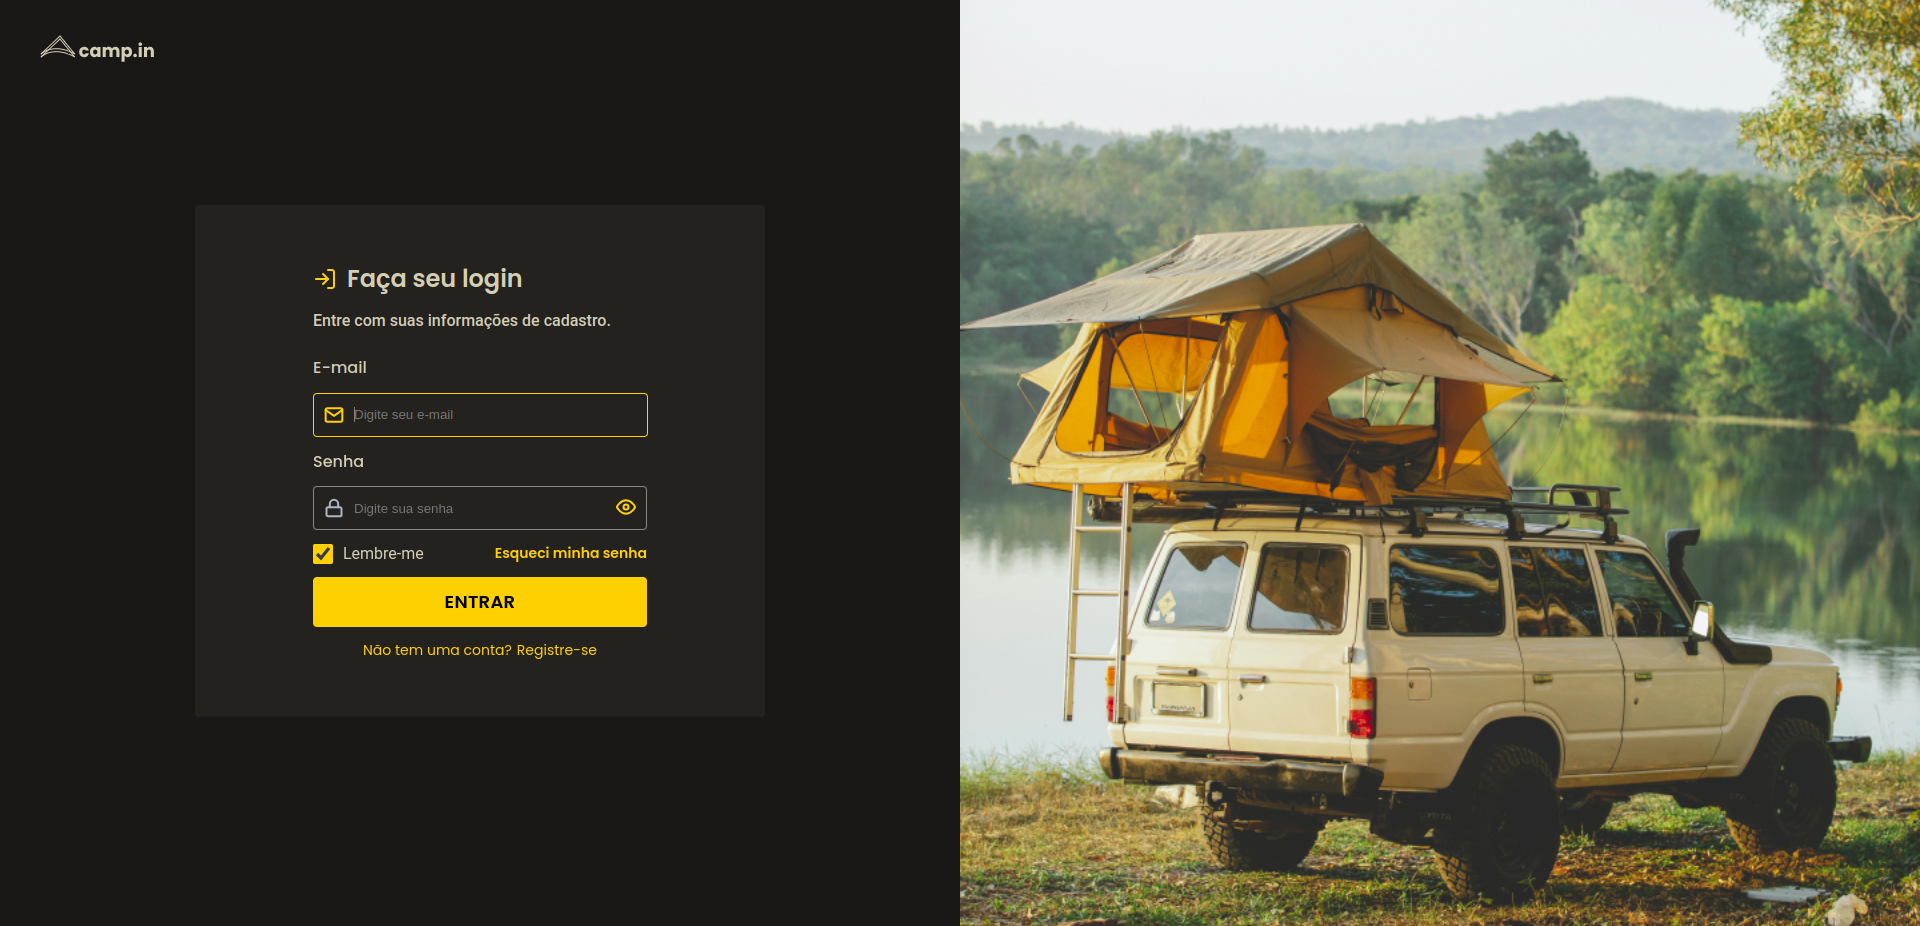 camp.in
Faça seu login
Entre com suas informações de cadastro.
E-mail
Digite seu e-mail
Senha
Digite sua senha
Lembre-me
Esqueci minha senha
ENTRAR
Não tem uma conta? Registre-se